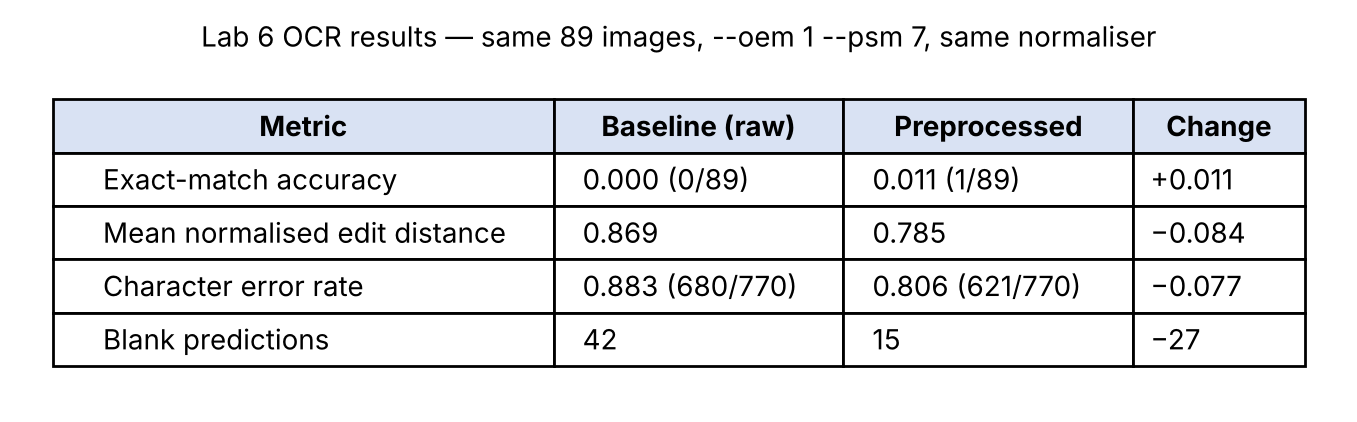 Lab 6 OCR results — same 89 images, --oem 1 --psm 7, same normaliser
Metric Baseline (raw) Preprocessed Change
Exact-match accuracy 0.000 (0/89) 0.011 (1/89) +0.011
Mean normalised edit distance 0.869 0.785 −0.084
Character error rate 0.883 (680/770) 0.806 (621/770) −0.077
Blank predictions 42 15 −27